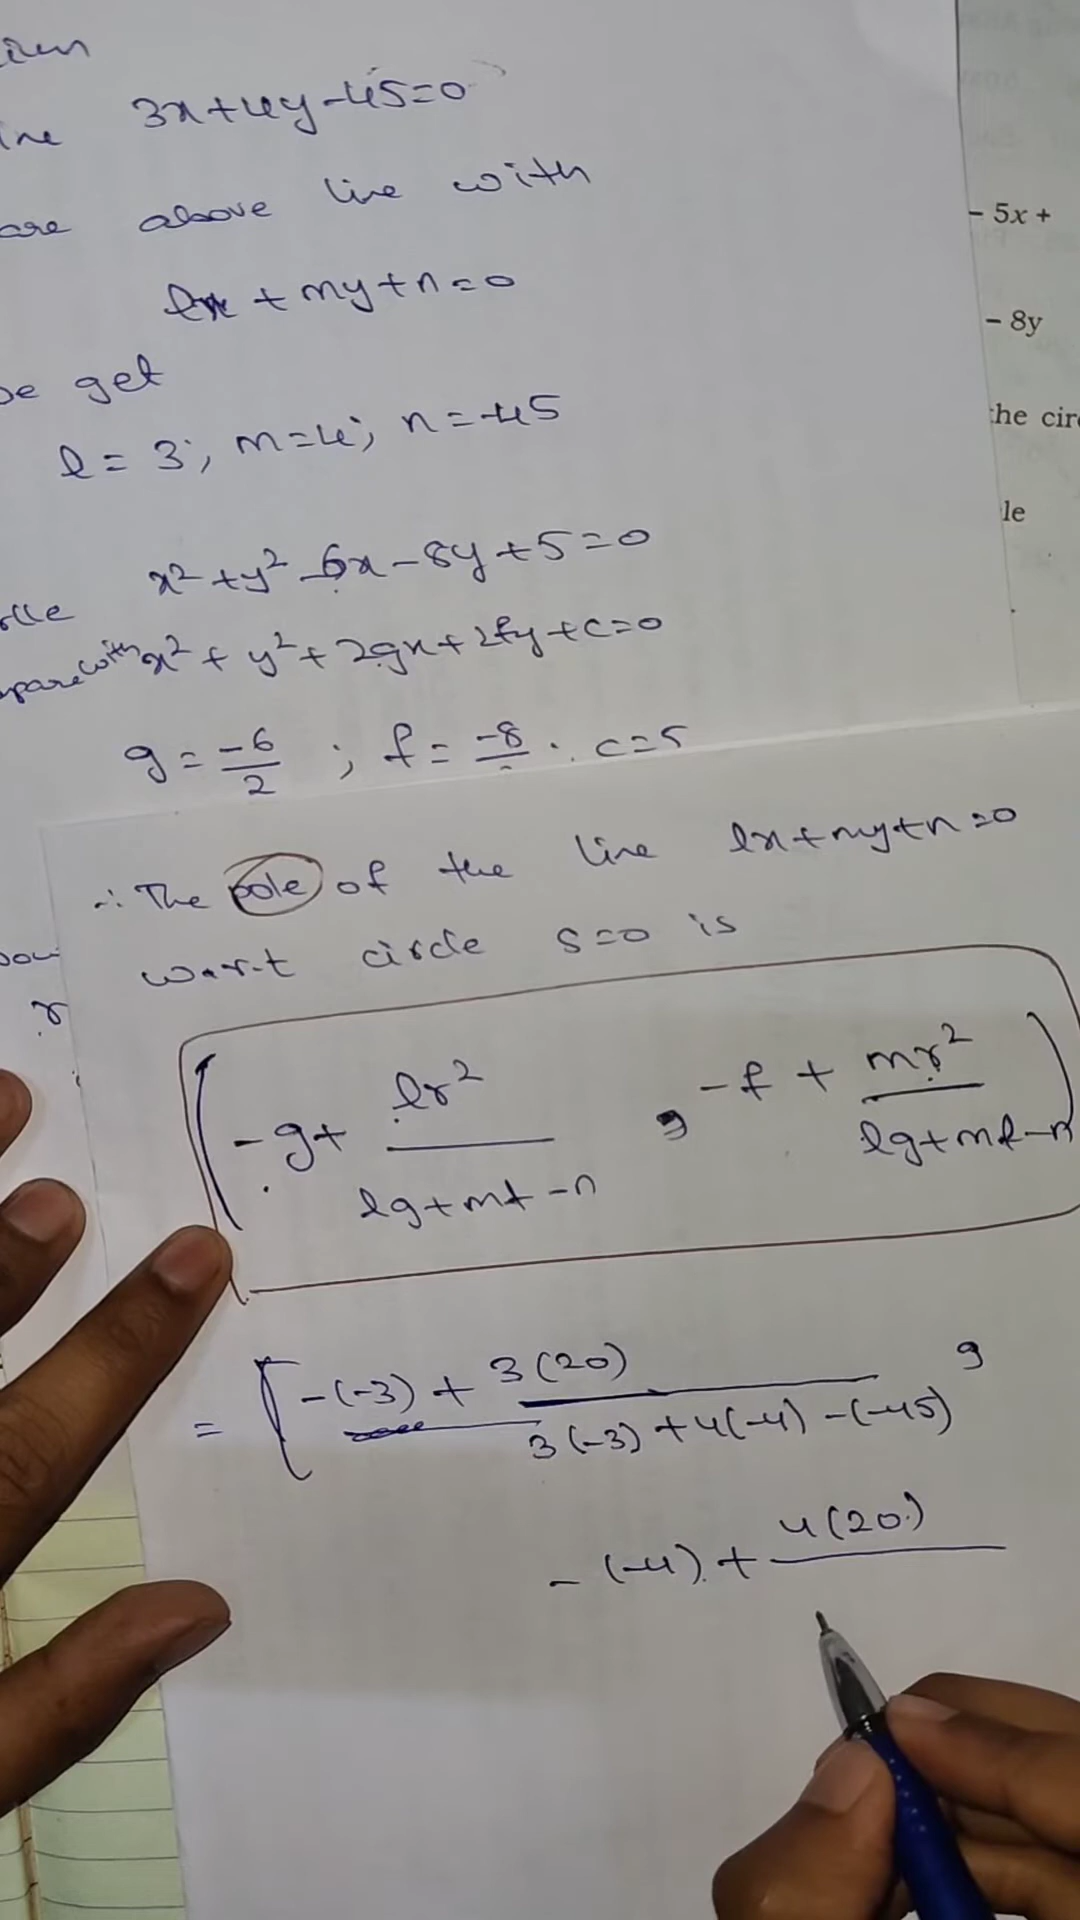 3x+4y-45=0
above line with
lx + my+n=0
get
l = 3; m=4; n=-45
x²+y²-6x-8y+5=0
with x²+y²+2gx+2fy+c=0
g = -6/2 ; f = -8 . c=5
∴ The pole of the line lx+my+n=0
w.r.t circle S=0 is
(-g+ lr²/lg+mf-n , -f + mr²/lg+mf-n)
= [-(-3) + 3(20)/3(-3)+4(-4)-(-45) ,
-(-4) + 4(20)
- 5x +
- 8y
the cir
le